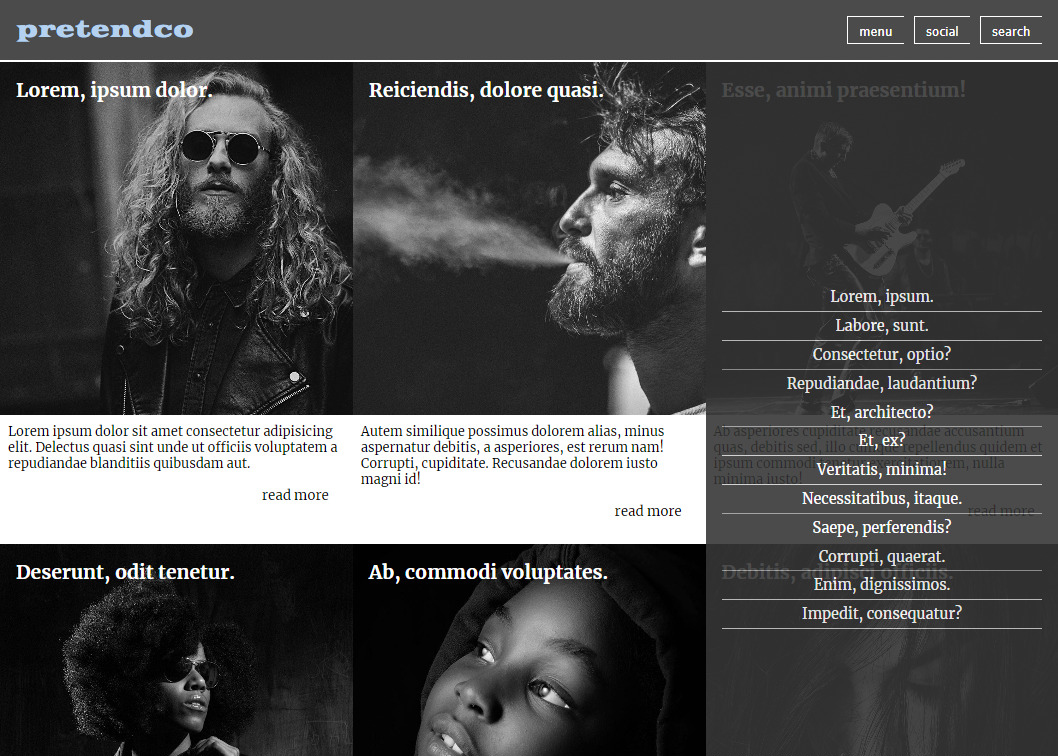 pretendco
menu
social
search
Lorem, ipsum dolor.
Reiciendis, dolore quasi.
Esse, animi praesentium!
Lorem ipsum dolor sit amet consectetur adipisicing
elit. Delectus quasi sint unde ut officiis voluptatem a
repudiandae blanditiis quibusdam aut.
read more
Autem similique possimus dolorem alias, minus
aspernatur debitis, a asperiores, est rerum nam!
Corrupti, cupiditate. Recusandae dolorem iusto
magni id!
read more
Ab asperiores cupiditate recusandae accusantium
quas, debitis sed, illo cumque repellendus quidem et
ipsum commodi tenetur exercitationem, nulla
minima iusto!
read more
Lorem, ipsum.
Labore, sunt.
Consectetur, optio?
Repudiandae, laudantium?
Et, architecto?
Et, ex?
Veritatis, minima!
Necessitatibus, itaque.
Saepe, perferendis?
Corrupti, quaerat.
Enim, dignissimos.
Impedit, consequatur?
Deserunt, odit tenetur.
Ab, commodi voluptates.
Debitis, adipisci officiis.